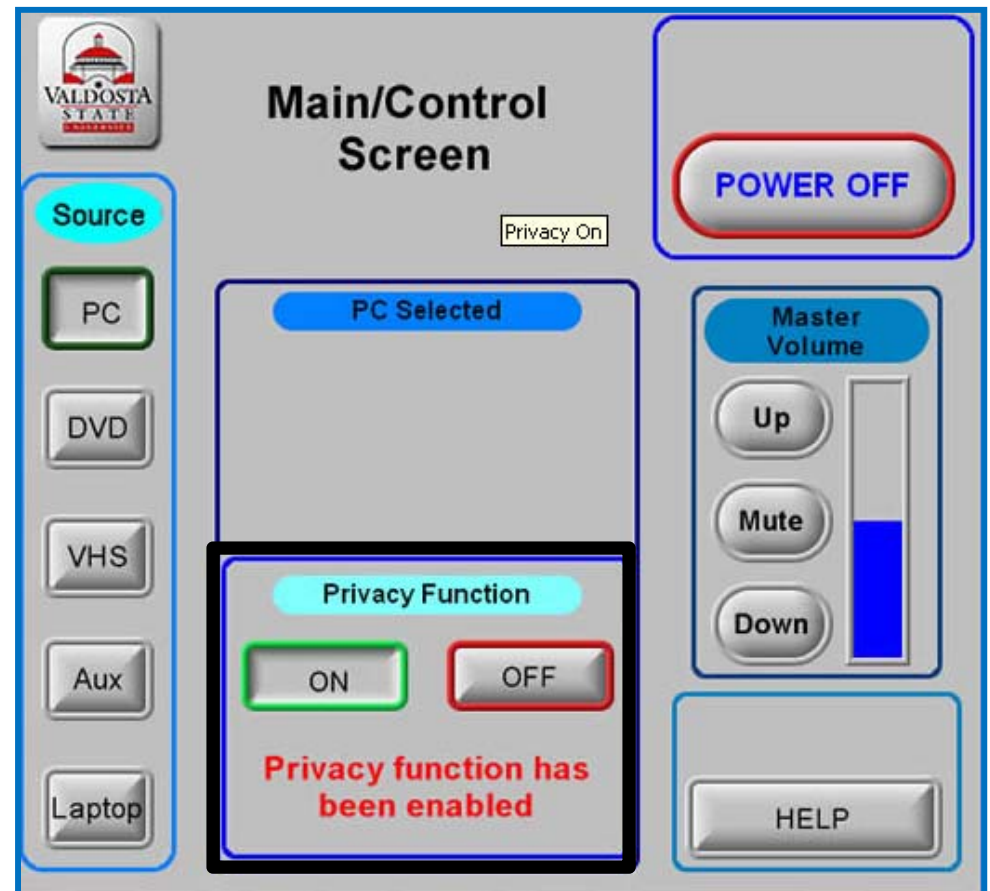 VALDOSTA
STATE
Main/Control
Screen
POWER OFF
Source
Privacy On
PC
PC Selected
Master
Volume
DVD
Up
VHS
Mute
Privacy Function
Down
Aux
ON
OFF
Privacy function has
been enabled
Laptop
HELP